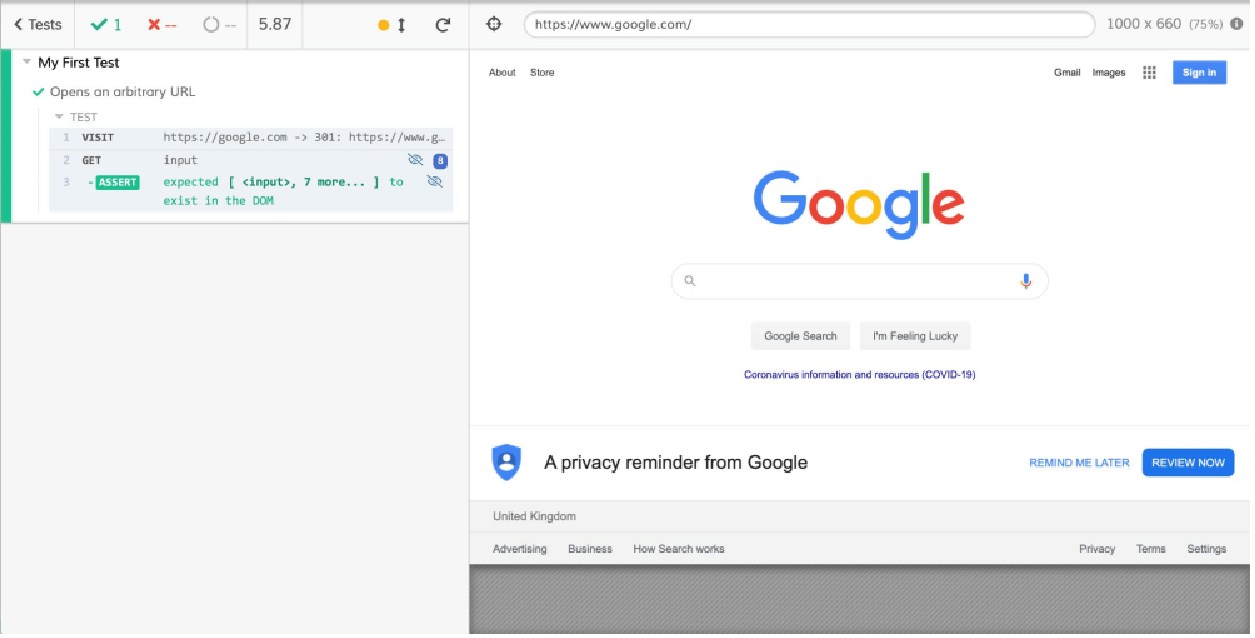 Tests 1 -- -- 5.87 https://www.google.com/ 1000 x 660 (75%)
My First Test
Opens an arbitrary URL
TEST
1 VISIT https://google.com -> 301: https://www.g…
2 GET input 8
3 -ASSERT expected [ <input>, 7 more... ] to
exist in the DOM
About Store Gmail Images Sign in
Google
Google Search I'm Feeling Lucky
Coronavirus information and resources (COVID-19)
A privacy reminder from Google REMIND ME LATER REVIEW NOW
United Kingdom
Advertising Business How Search works Privacy Terms Settings